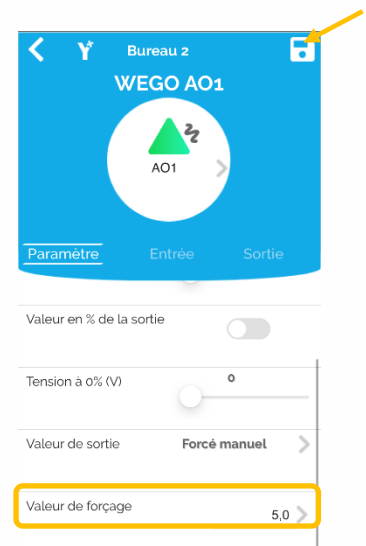 Bureau 2
WEGO AO1
AO1
Paramètre Entrée Sortie
Valeur en % de la sortie
Tension à 0% (V) 0
Valeur de sortie Forcé manuel
Valeur de forçage
5,0